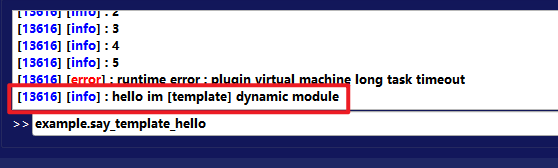 [13616] [info] : 2
[13616] [info] : 3
[13616] [info] : 4
[13616] [info] : 5
[13616] [error] : runtime error : plugin virtual machine long task timeout
[13616] [info] : hello im [template] dynamic module
>> example.say_template_hello